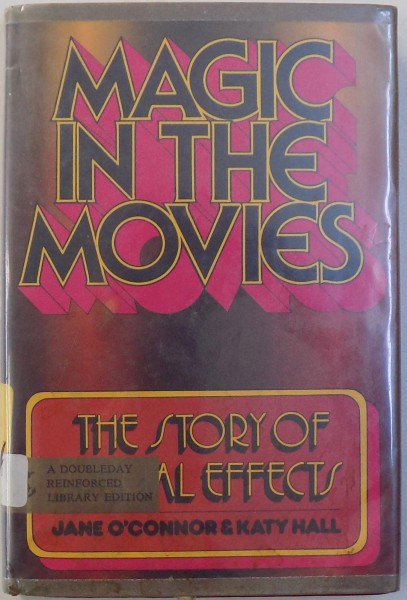 MAGIC
IN THE
MOVIES
THE STORY OF
AL EFFECTS
A DOUBLEDAY
REINFORCED
LIBRARY EDITION
JANE O'CONNOR & KATY HALL